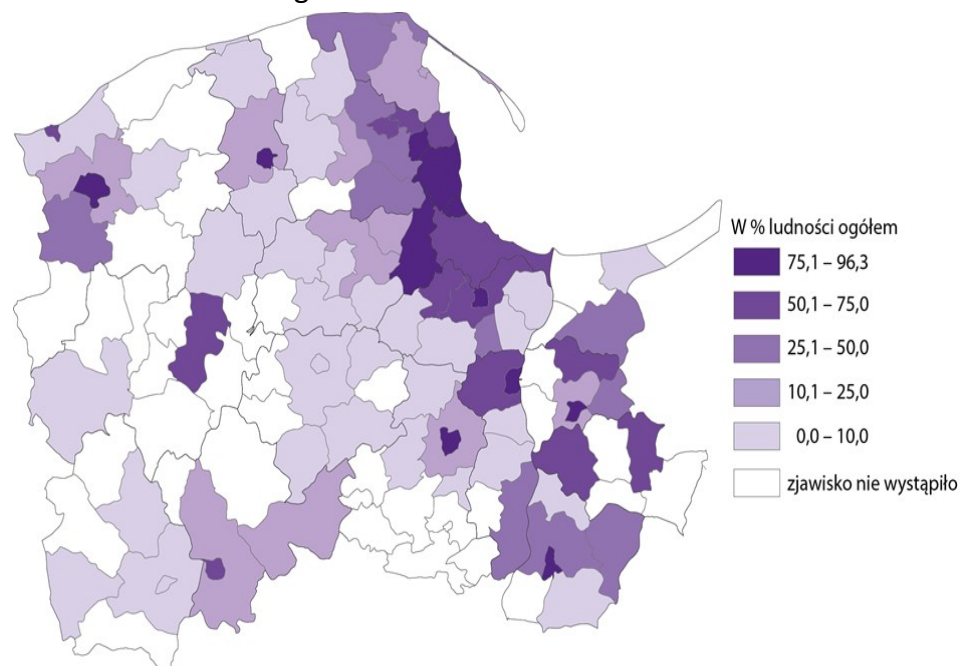 W % ludności ogółem
75,1 – 96,3
50,1 – 75,0
25,1 – 50,0
10,1 – 25,0
0,0 – 10,0
zjawisko nie wystąpiło